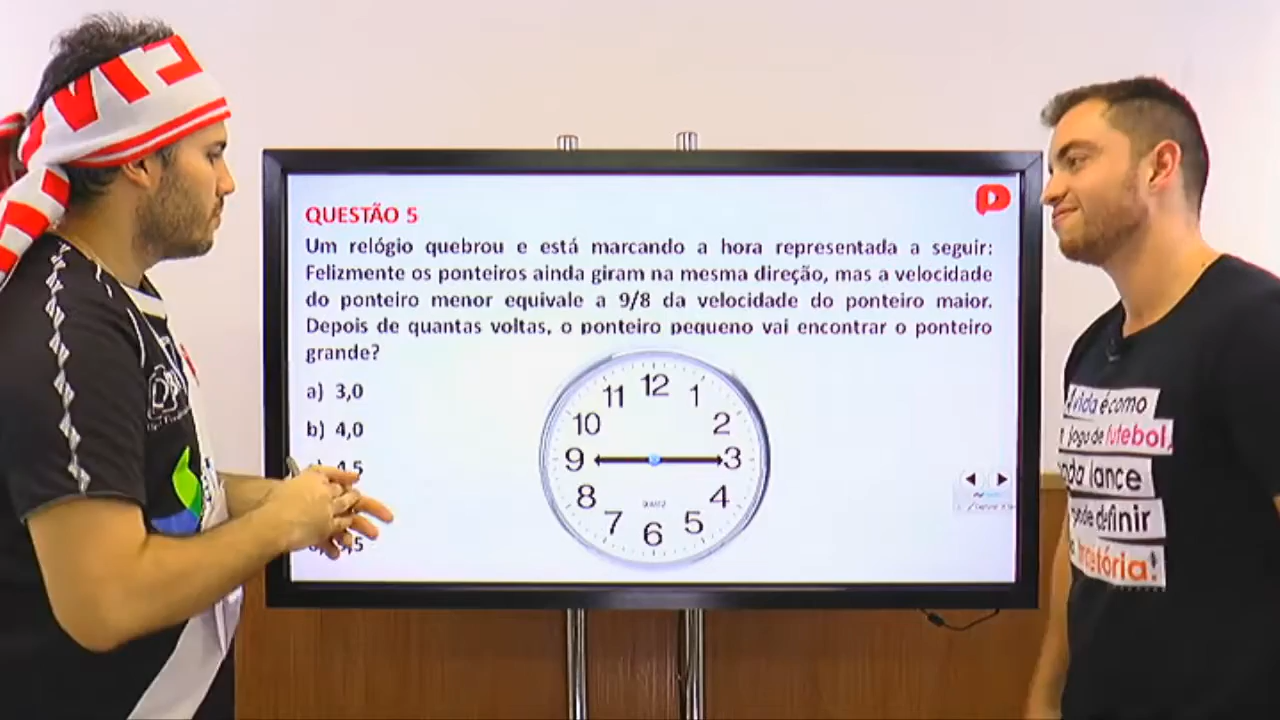 QUESTÃO 5
Um relógio quebrou e está marcando a hora representada a seguir:
Felizmente os ponteiros ainda giram na mesma direção, mas a velocidade
do ponteiro menor equivale a 9/8 da velocidade do ponteiro maior.
Depois de quantas voltas, o ponteiro pequeno vai encontrar o ponteiro
grande?
a) 3,0
b) 4,0
4,5
,5
12
11
1
10
2
9
3
8
4
7
5
6
QUARTZ
A vida é como
jogo de futebol,
cada lance
pode definir
trajetória!